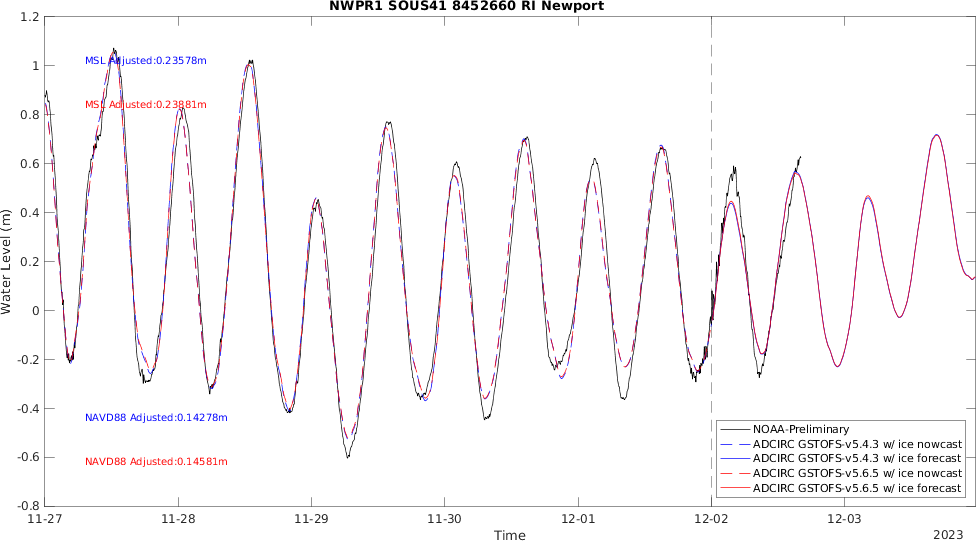 NWPR1 SOUS41 8452660 RI Newport
1.2
1
0.8
0.6
0.4
0.2
0
-0.2
-0.4
-0.6
-0.8
Water Level (m)
MSL Adjusted:0.23578m
MSL Adjusted:0.23881m
NAVD88 Adjusted:0.14278m
NAVD88 Adjusted:0.14581m
NOAA-Preliminary
ADCIRC GSTOFS-v5.4.3 w/ ice nowcast
ADCIRC GSTOFS-v5.4.3 w/ ice forecast
ADCIRC GSTOFS-v5.6.5 w/ ice nowcast
ADCIRC GSTOFS-v5.6.5 w/ ice forecast
11-27 11-28 11-29 11-30 12-01 12-02 12-03
Time
2023